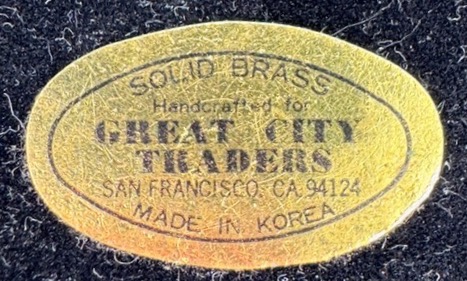 SOLID BRASS
Handcrafted for
GREAT CITY
TRADERS
SAN FRANCISCO, CA 94124
MADE IN KOREA